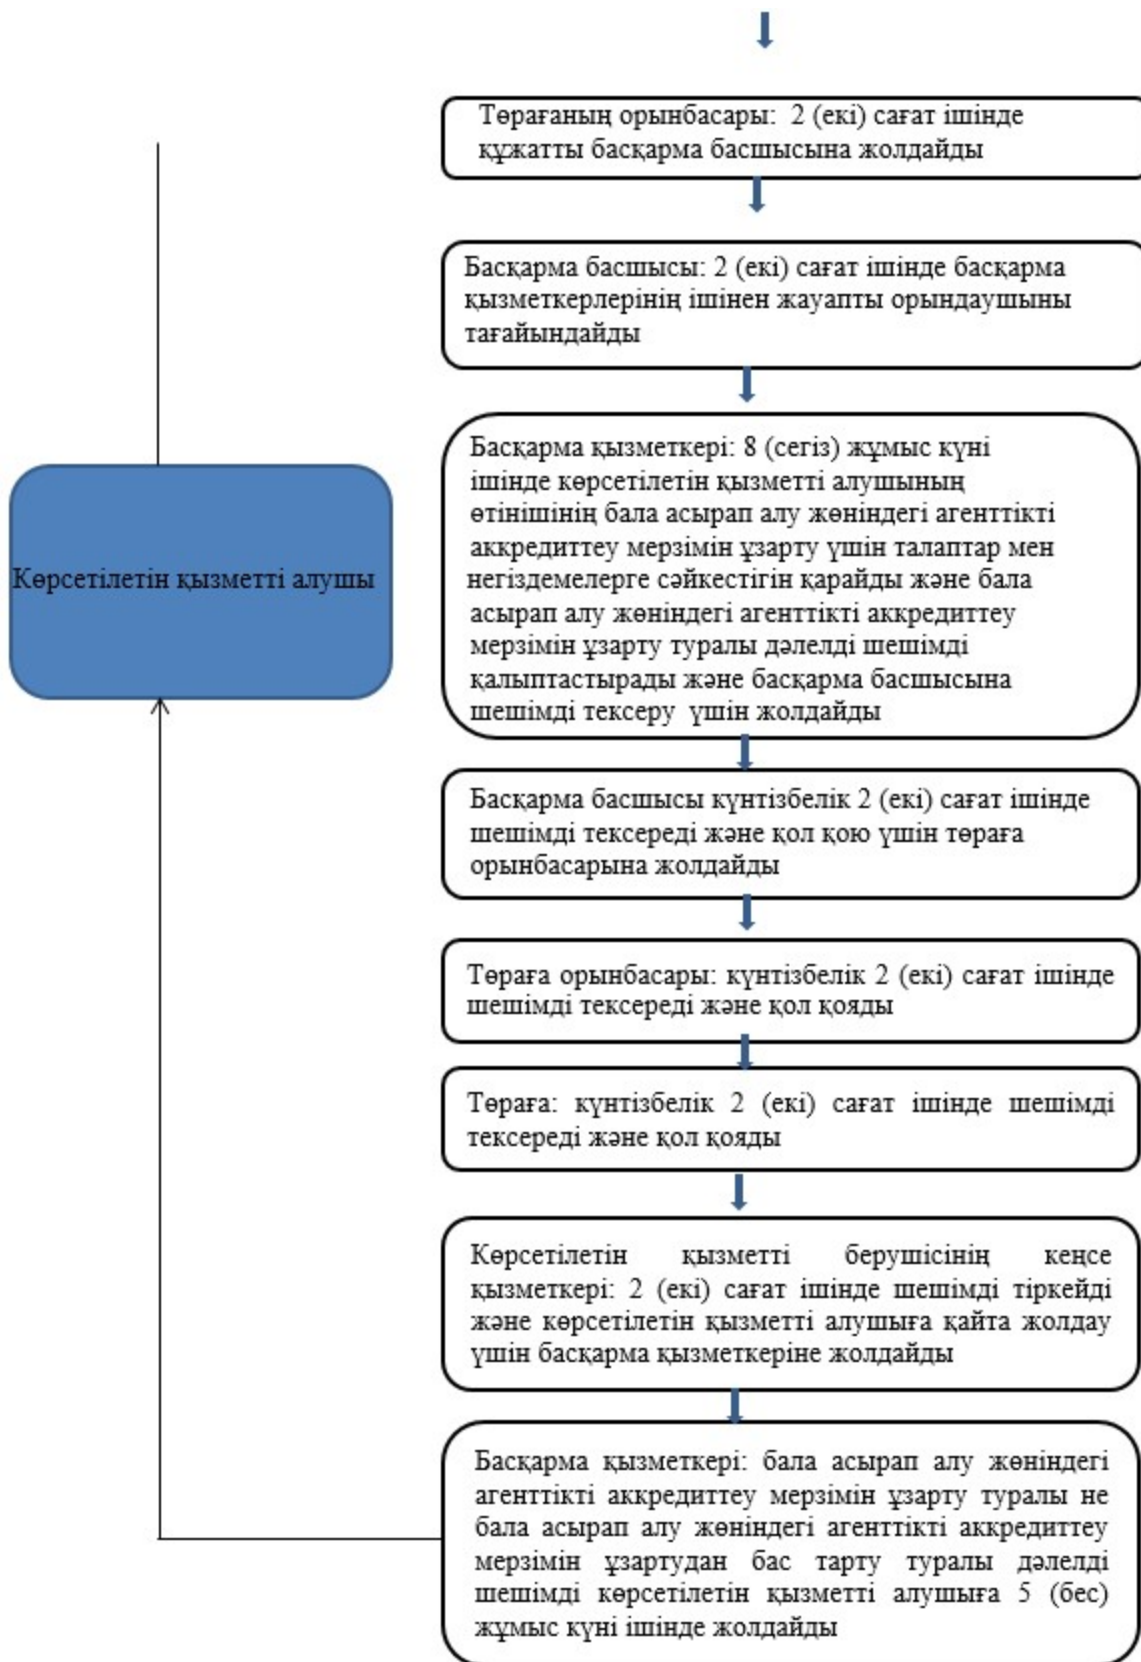 Төрағаның орынбасары: 2 (екі) сағат ішінде
құжатты басқарма басшысына жолдайды
Басқарма басшысы: 2 (екі) сағат ішінде басқарма
қызметкерлерінің ішінен жауапты орындаушыны
тағайындайды
Басқарма қызметкері: 8 (сегіз) жұмыс күні
ішінде көрсетілетін қызметті алушының
өтінішінің бала асырап алу жөніндегі агенттікті
аккредиттеу мерзімін ұзарту үшін талаптар мен
негіздемелерге сәйкестігін қарайды және бала
асырап алу жөніндегі агенттікті аккредиттеу
мерзімін ұзарту туралы дәлелді шешімді
қалыптастырады және басқарма басшысына
шешімді тексеру үшін жолдайды
Көрсетілетін қызметті алушы
Басқарма басшысы күнтізбелік 2 (екі) сағат ішінде
шешімді тексереді және қол қою үшін төраға
орынбасарына жолдайды
Төраға орынбасары: күнтізбелік 2 (екі) сағат ішінде
шешімді тексереді және қол қояды
Төраға: күнтізбелік 2 (екі) сағат ішінде шешімді
тексереді және қол қояды
Көрсетілетін қызметті берушісінің кеңсе
қызметкері: 2 (екі) сағат ішінде шешімді тіркейді
және көрсетілетін қызметті алушыға қайта жолдау
үшін басқарма қызметкеріне жолдайды
Басқарма қызметкері: бала асырап алу жөніндегі
агенттікті аккредиттеу мерзімін ұзарту туралы не
бала асырап алу жөніндегі агенттікті аккредиттеу
мерзімін ұзартудан бас тарту туралы дәлелді
шешімді көрсетілетін қызметті алушыға 5 (бес)
жұмыс күні ішінде жолдайды